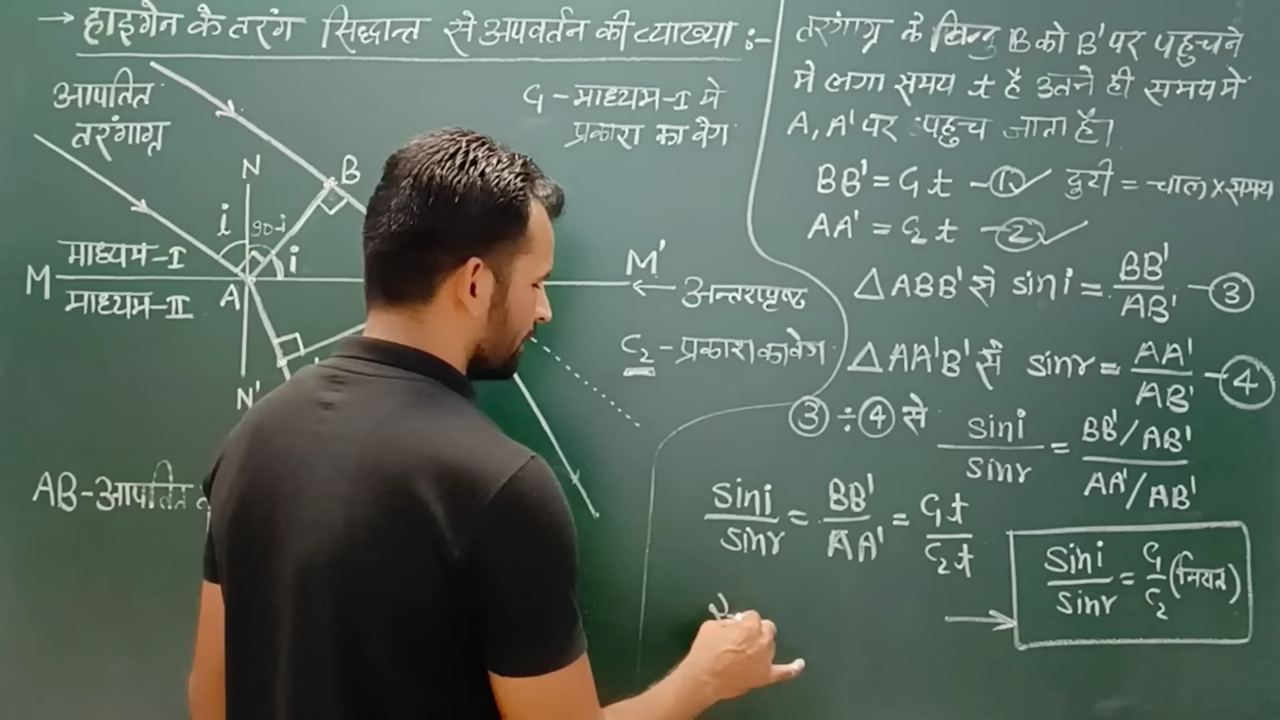 → हाइगेन के तरंग सिद्धान्त से अपवर्तन की व्याख्या :-
आपतित
तरंगाग्र
C₁ - माध्यम-I में
प्रकाश का वेग
N
B
i
90-i
i
माध्यम-I
M
M'
माध्यम-II
A
← अन्तरापृष्ठ
C₂ - प्रकाश का वेग
N'
AB-आपतित
तरंगाग्र के बिन्दु B को B' पर पहुचने
मे लगा समय t है उतने ही समय में
A, A' पर पहुच जाता है।
BB' = C₁ t - ① ✓ दुरी = चाल × समय
AA' = C₂ t - ② ✓
△ABB' से sin i = BB'/AB' - ③
△AA'B' से sin r = AA'/AB' - ④
③ ÷ ④ से sin i / sin r = BB'/AB' / AA'/AB'
sin i / sin r = BB'/AA' = C₁t / C₂t
→ sin i / sin r = C₁/C₂ (नियत)